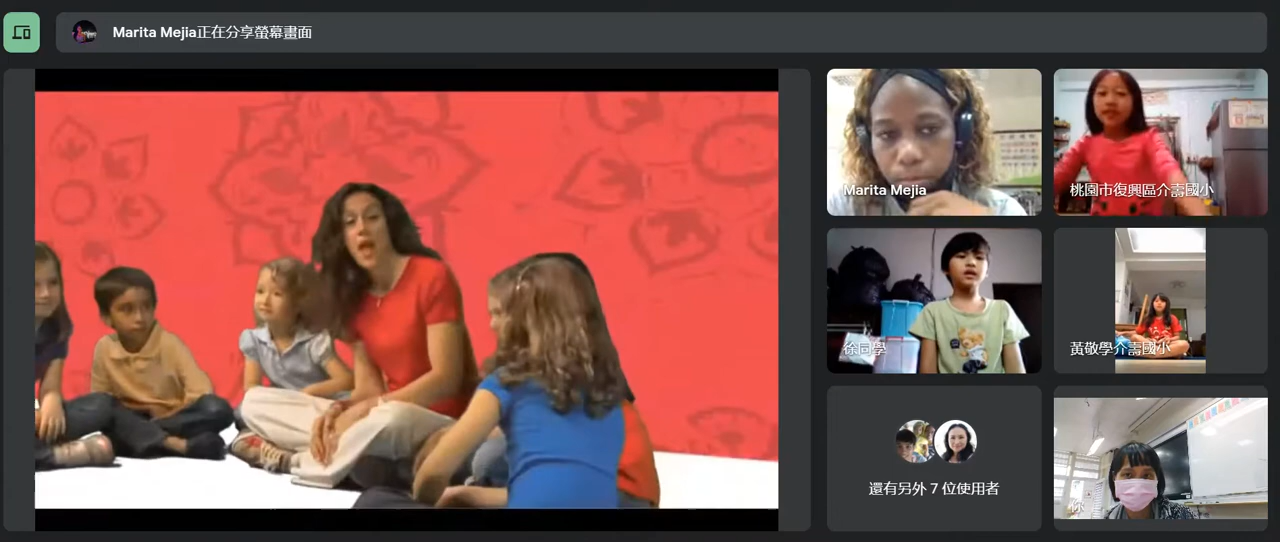 Marita Mejia正在分享螢幕畫面
Marita Mejia
桃園市復興區介壽國小
徐同學
黃敬學介壽國小
還有另外 7 位使用者
你